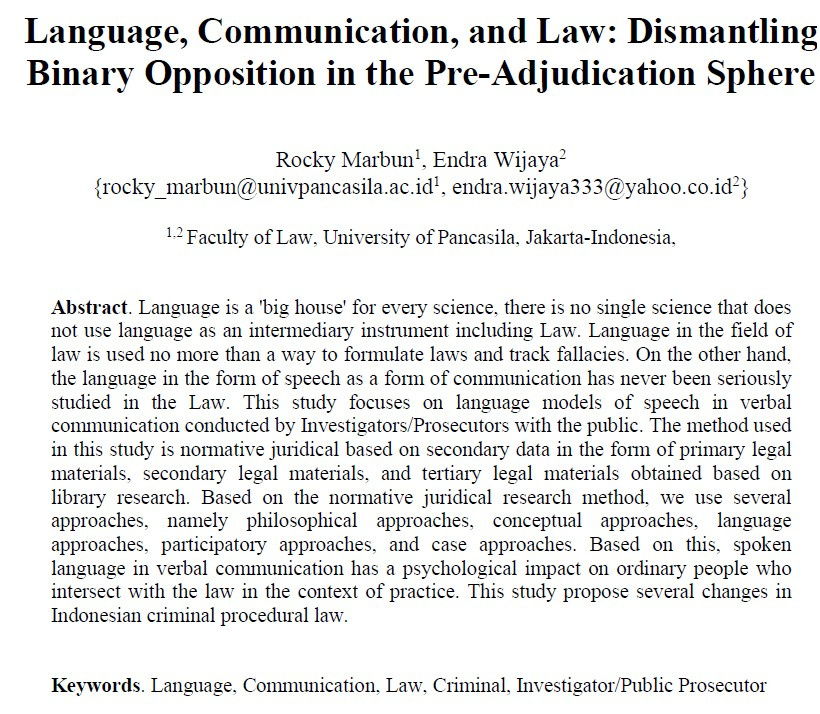 Language, Communication, and Law: Dismantling
Binary Opposition in the Pre-Adjudication Sphere
Rocky Marbun1, Endra Wijaya2
{rocky_marbun@univpancasila.ac.id1, endra.wijaya333@yahoo.co.id2}
1,2 Faculty of Law, University of Pancasila, Jakarta-Indonesia,
Abstract. Language is a 'big house' for every science, there is no single science that does
not use language as an intermediary instrument including Law. Language in the field of
law is used no more than a way to formulate laws and track fallacies. On the other hand,
the language in the form of speech as a form of communication has never been seriously
studied in the Law. This study focuses on language models of speech in verbal
communication conducted by Investigators/Prosecutors with the public. The method used
in this study is normative juridical based on secondary data in the form of primary legal
materials, secondary legal materials, and tertiary legal materials obtained based on
library research. Based on the normative juridical research method, we use several
approaches, namely philosophical approaches, conceptual approaches, language
approaches, participatory approaches, and case approaches. Based on this, spoken
language in verbal communication has a psychological impact on ordinary people who
intersect with the law in the context of practice. This study propose several changes in
Indonesian criminal procedural law.
Keywords. Language, Communication, Law, Criminal, Investigator/Public Prosecutor